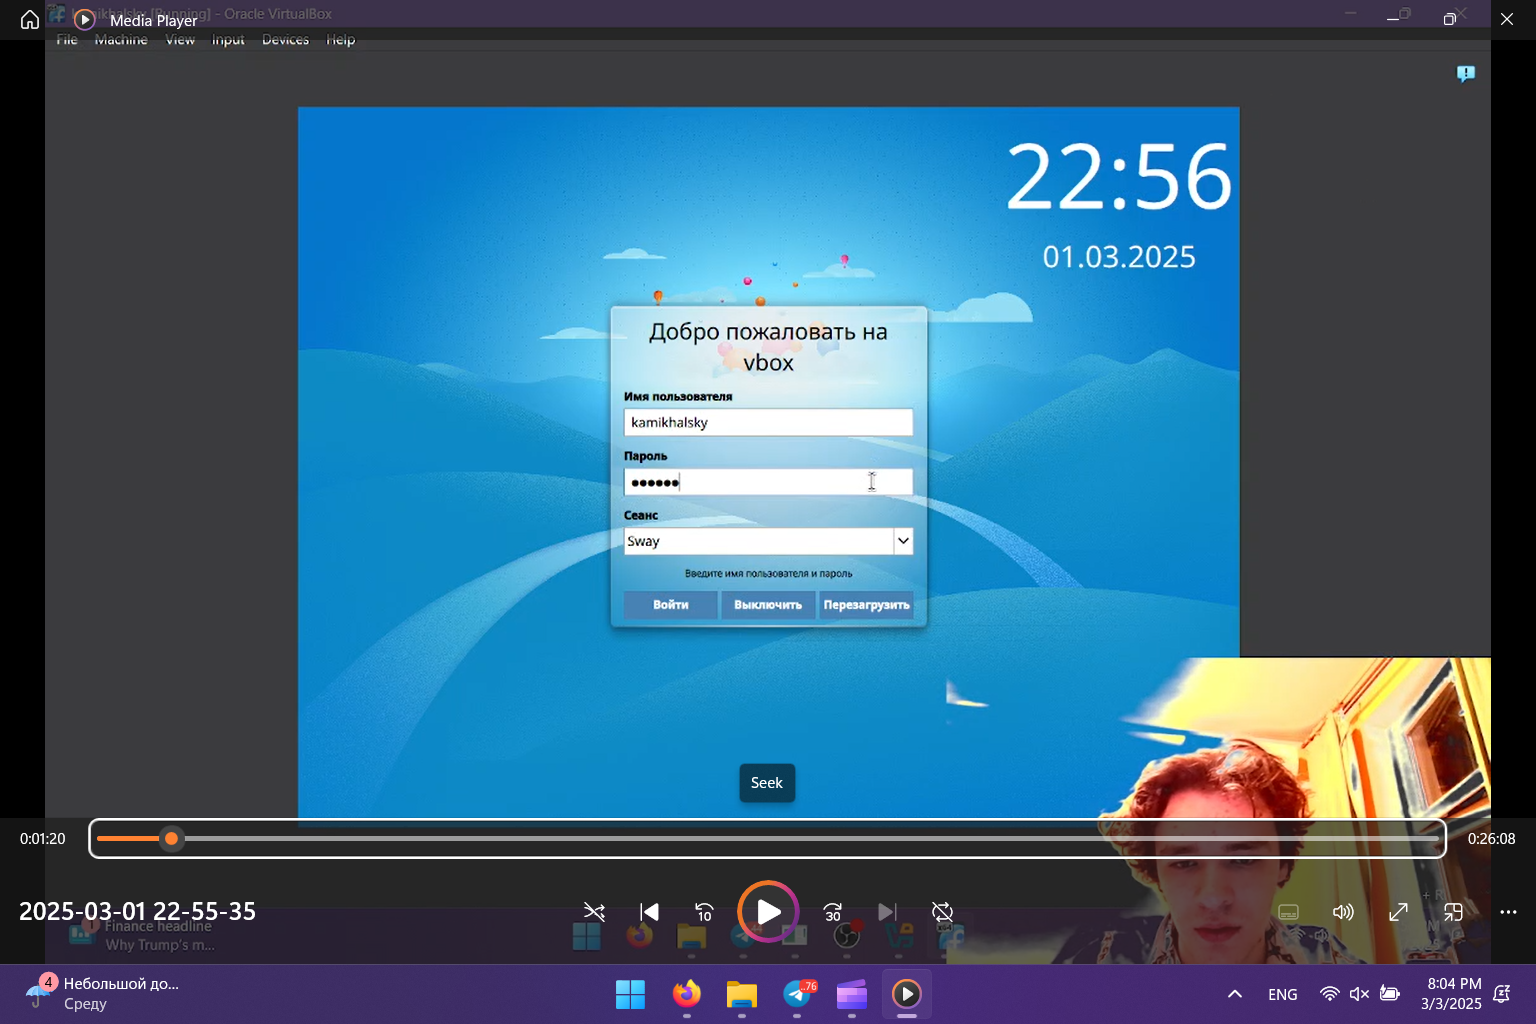 Media Player
[Running] - Oracle VirtualBox
File Machine View Input Devices Help
22:56
01.03.2025
Добро пожаловать на
vbox
Имя пользователя
kamikhalsky
Пароль
●●●●●●
Сеанс
Sway
Введите имя пользователя и пароль
Войти Выключить Перезагрузить
Seek
0:01:20
0:26:08
2025-03-01 22-55-35
10
30
Finance headline
Why Trump's m...
4
Небольшой до...
Среду
..76
ENG
8:04 PM
3/3/2025